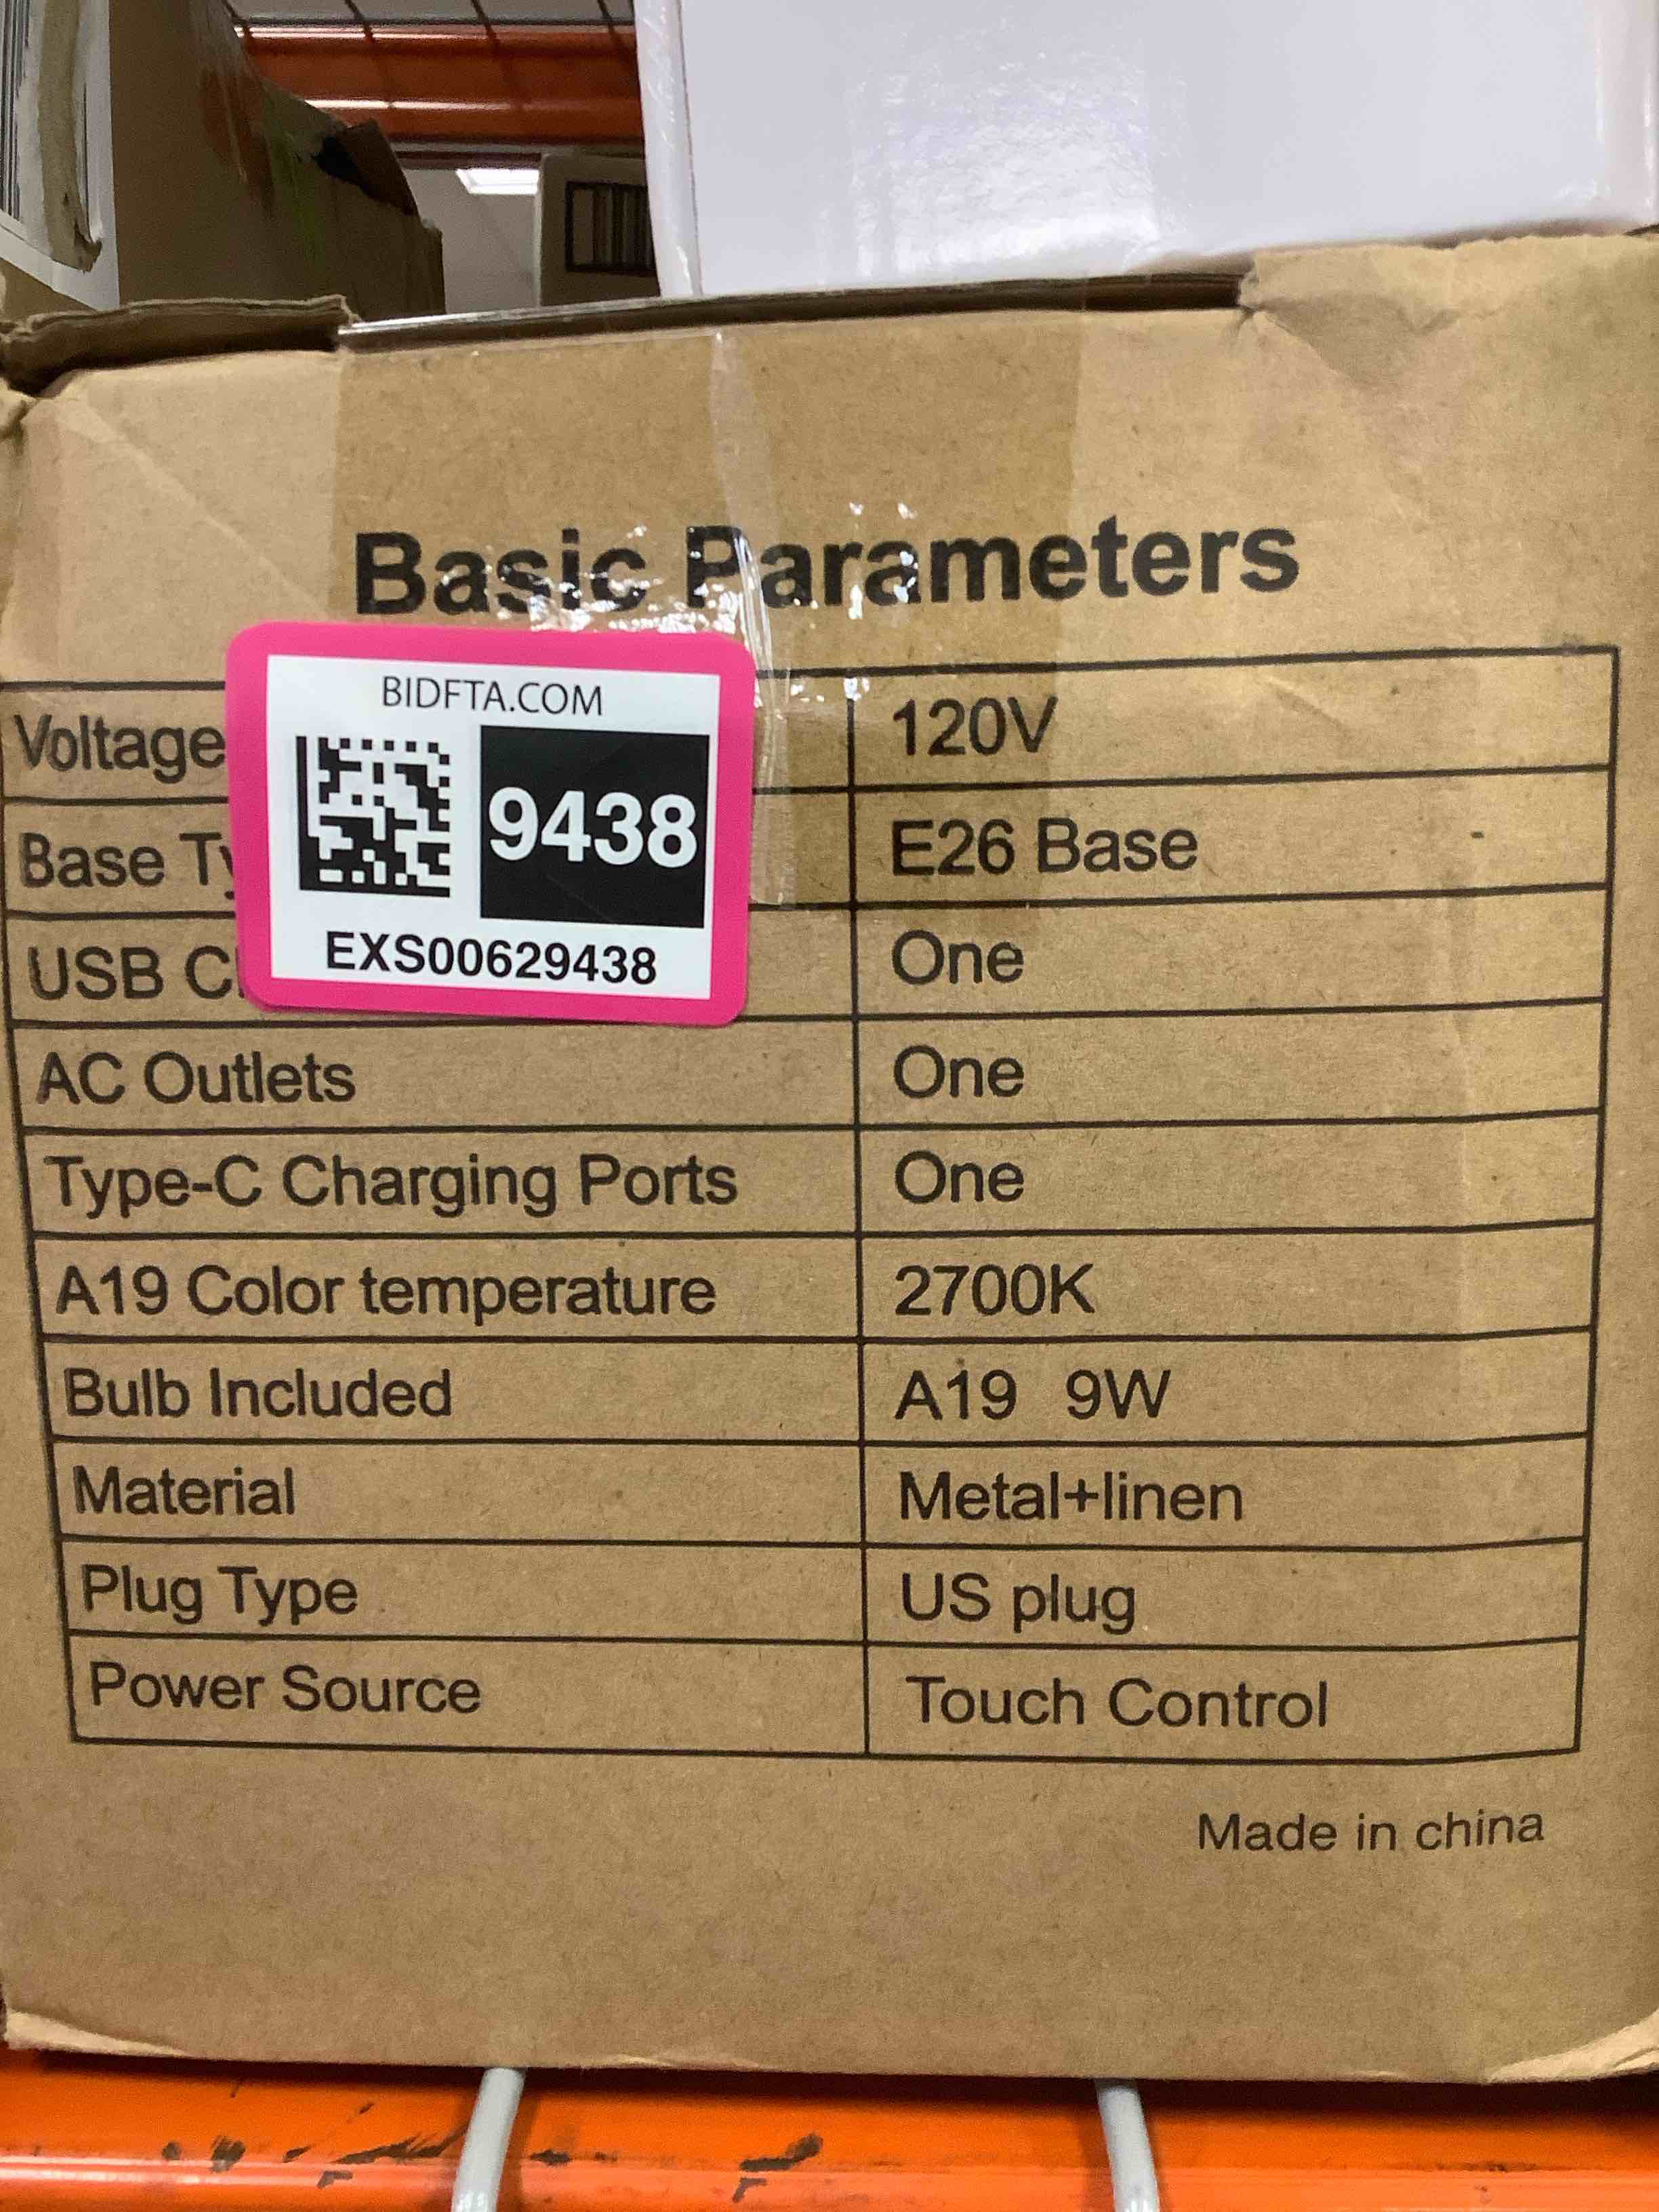 Basic Parameters
BIDFTA.COM
9438
EXS00629438
Voltage 120V
Base E26 Base
USB One
AC Outlets One
Type-C Charging Ports One
A19 Color temperature 2700K
Bulb Included A19 9W
Material Metal+linen
Plug Type US plug
Power Source Touch Control
Made in china